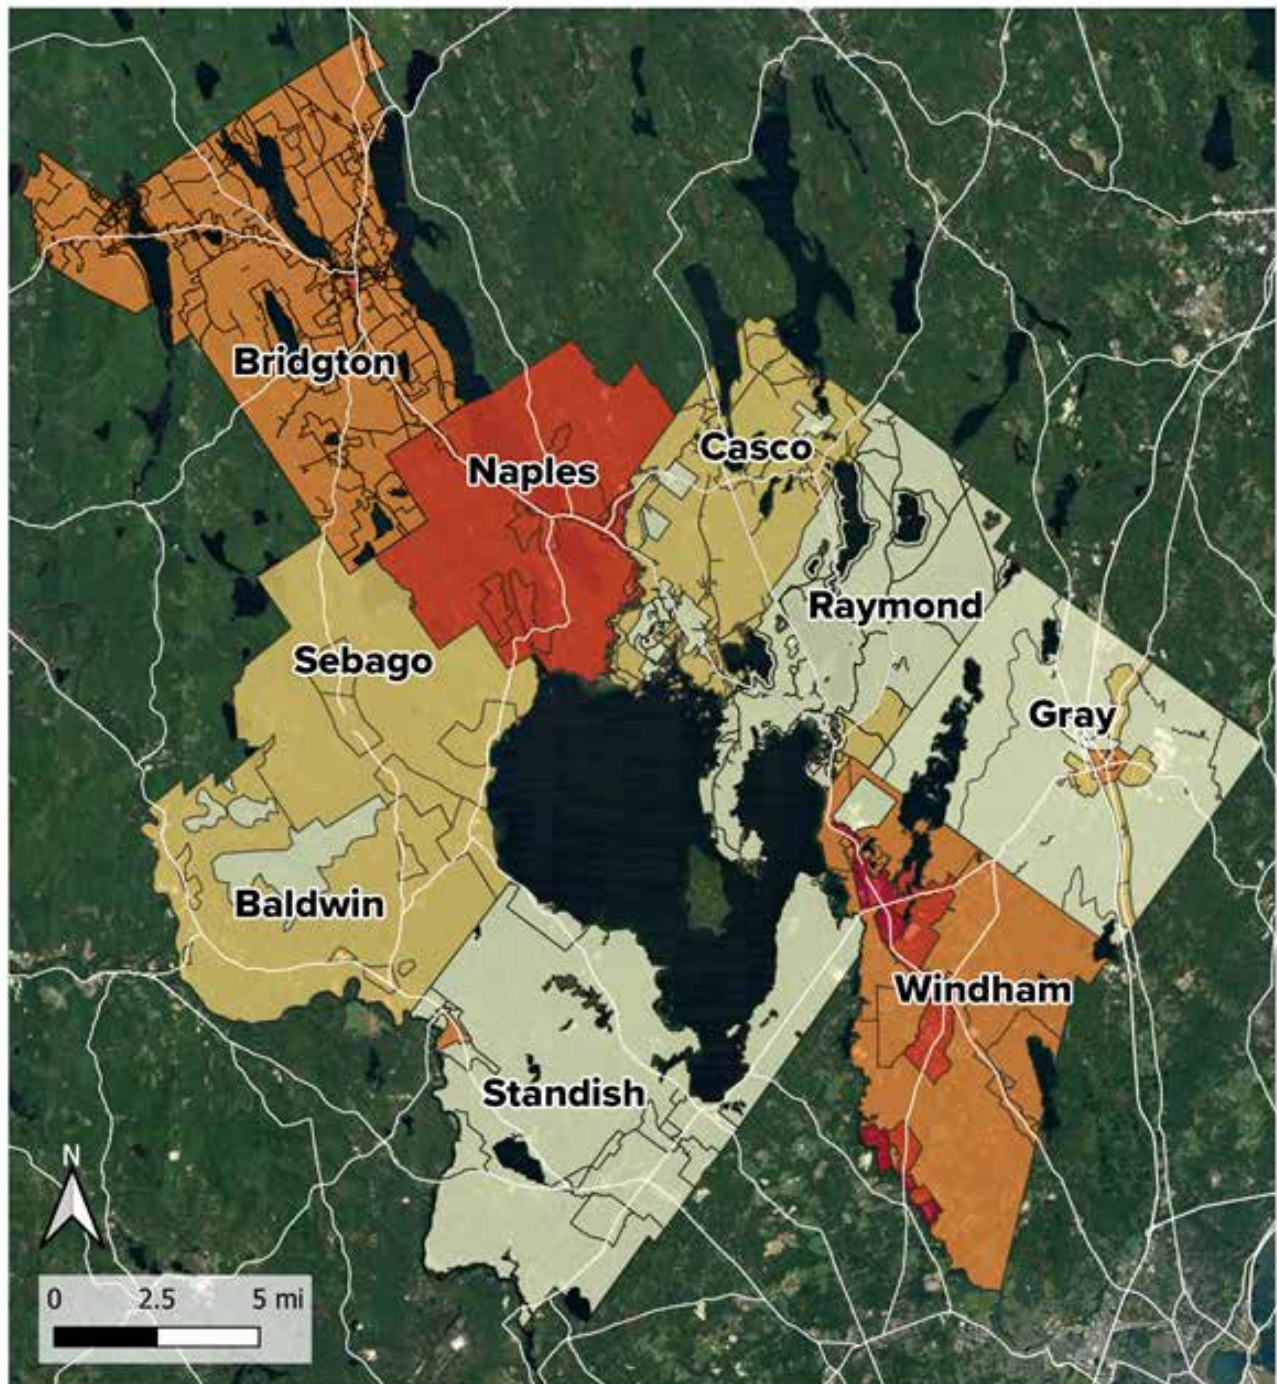 Bridgton
Naples
Casco
Raymond
Sebago
Gray
Baldwin
Windham
Standish
N
0 2.5 5 mi